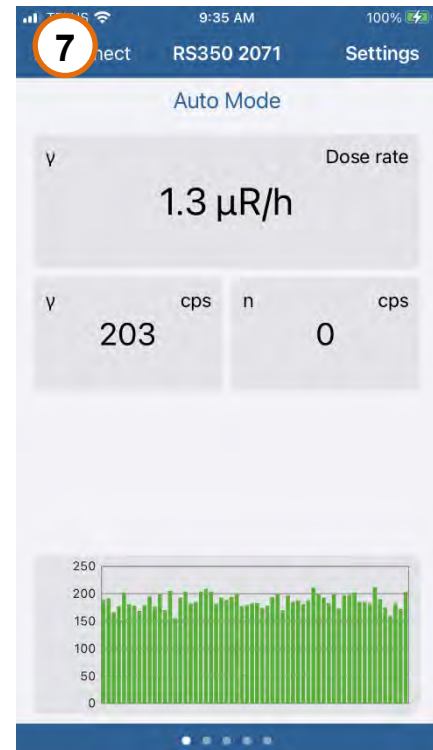 9:35 AM 100%
7 RS350 2071 Settings
Auto Mode
γ Dose rate
1.3 µR/h
γ cps n cps
203 0
250
200
150
100
50
0